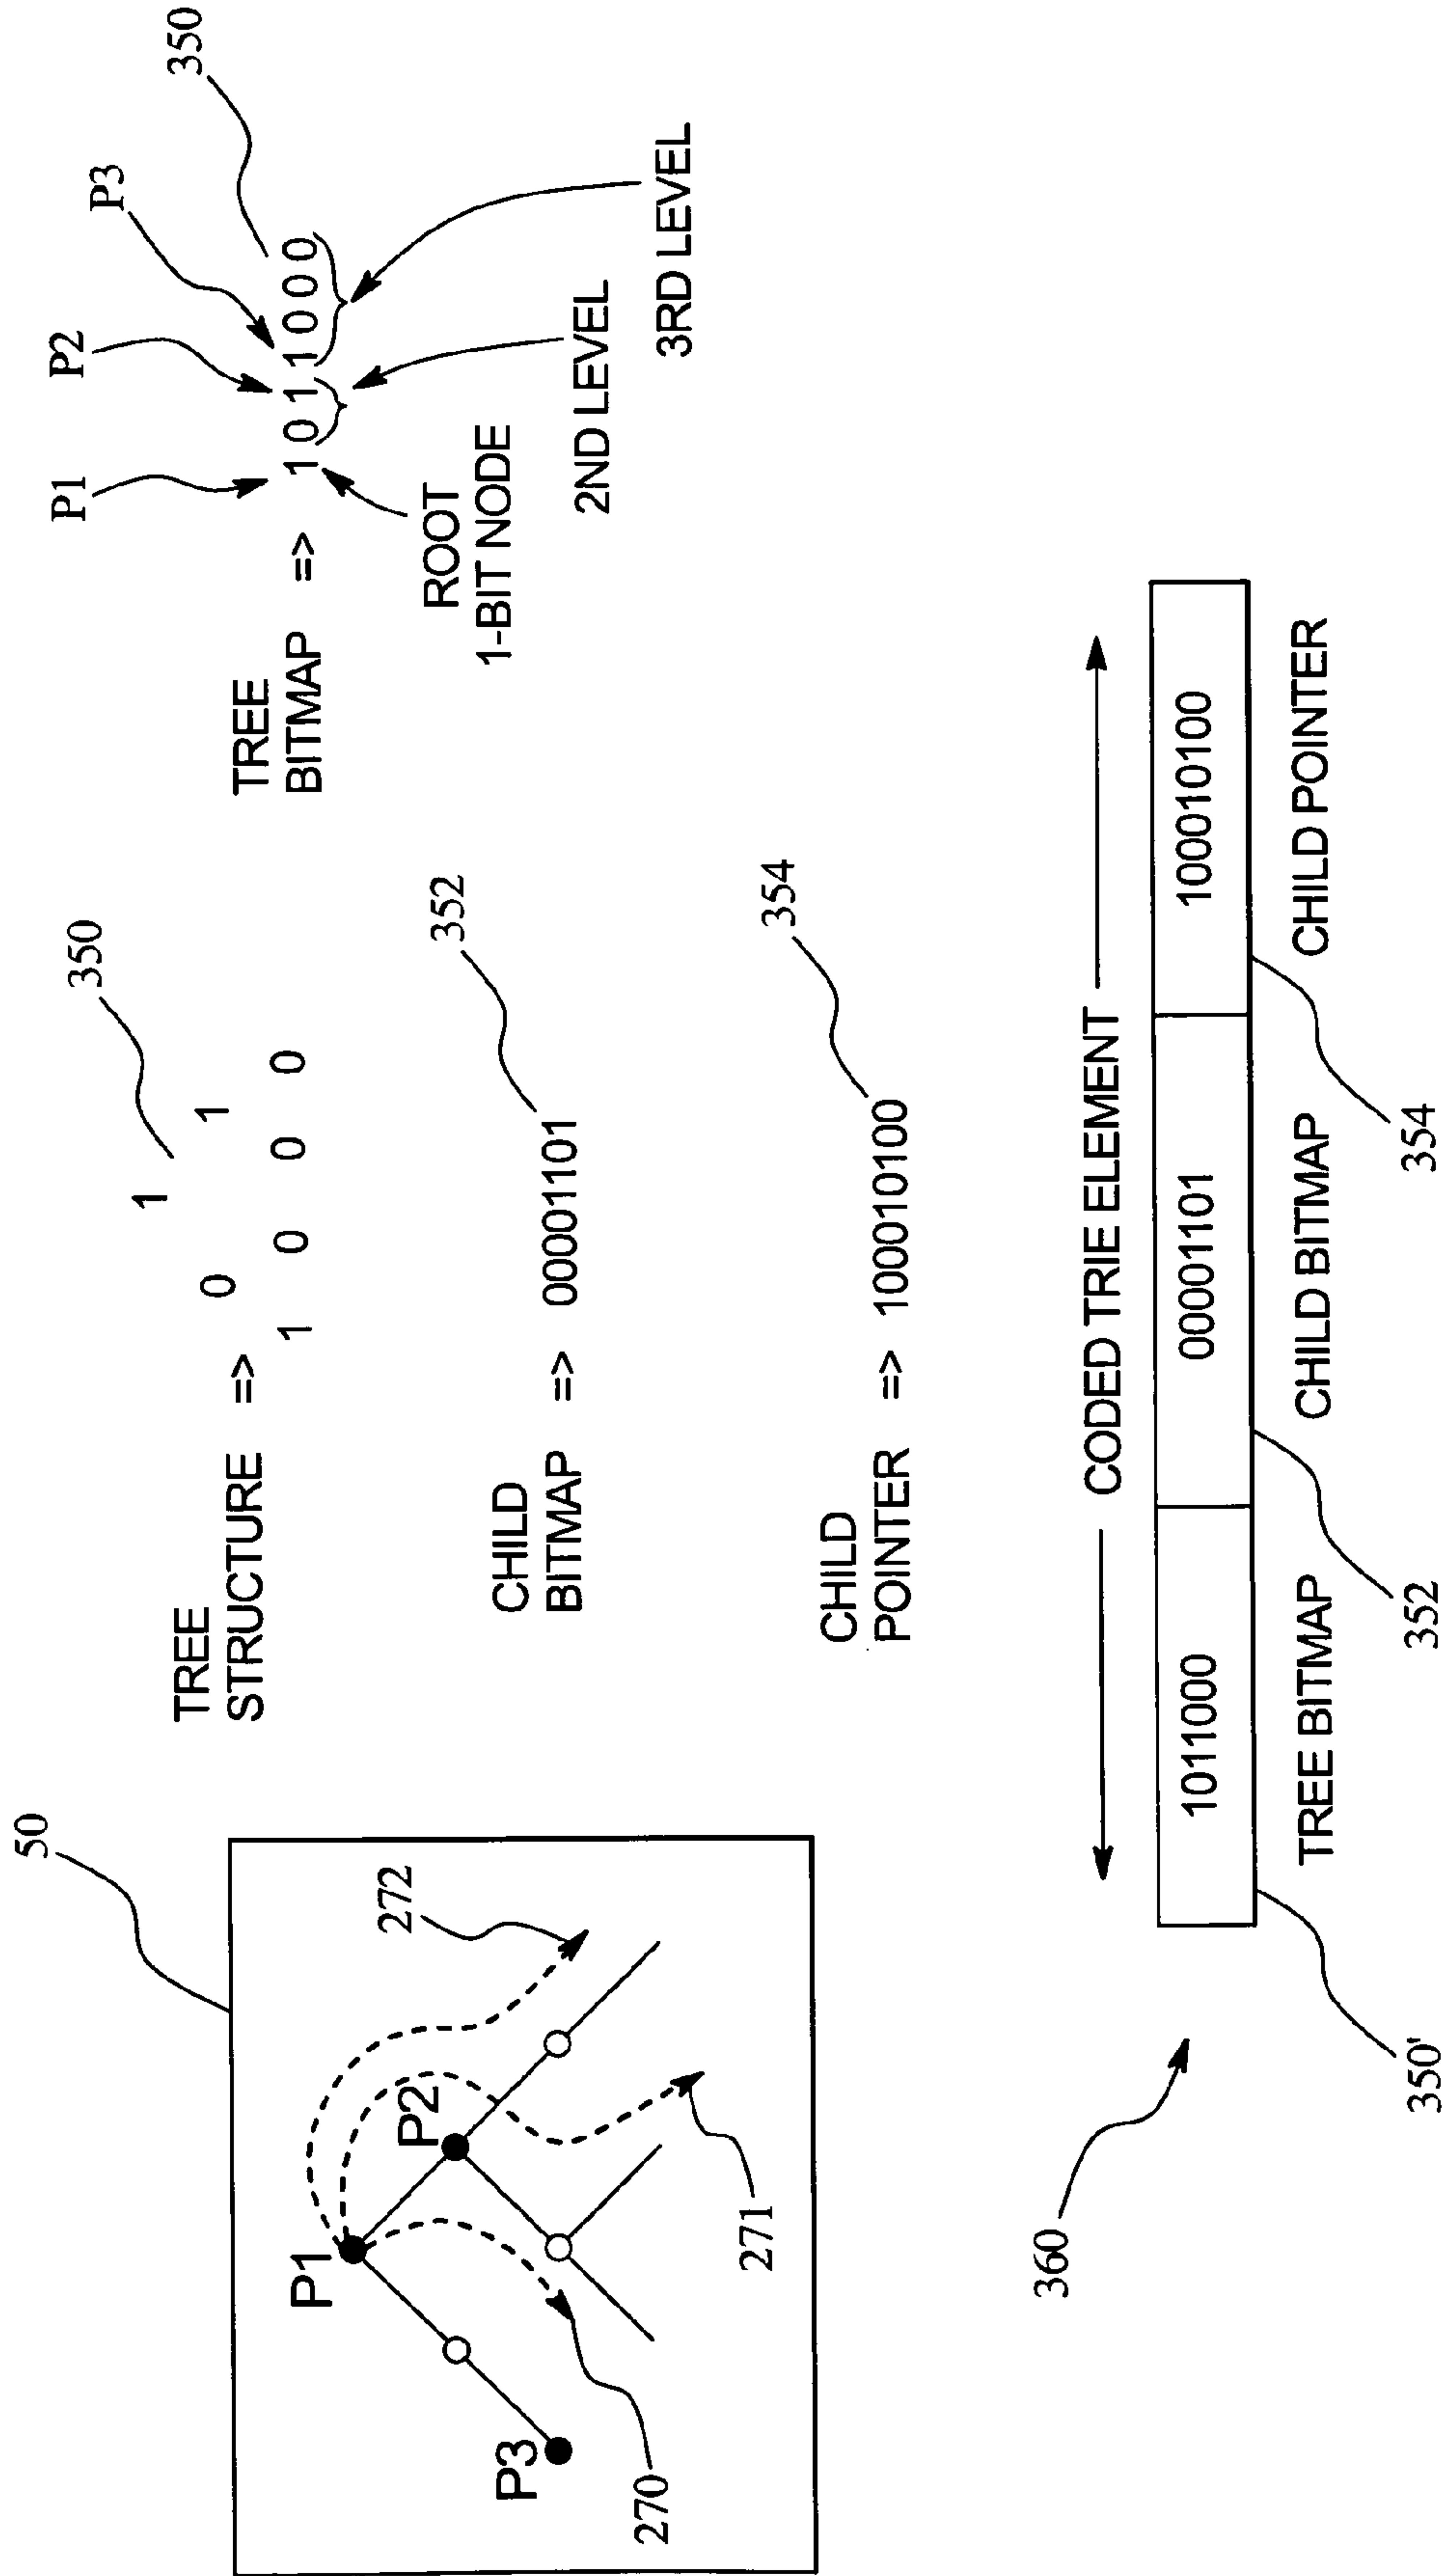 50
P1
P2
P3
270
271
272
TREE
STRUCTURE =>
350
1
0 1
1 0 0 0
CHILD
BITMAP => 00001101
352
CHILD
POINTER => 100010100
354
TREE
BITMAP =>
P1
P2
P3
350
1 0 1 1 0 0 0
ROOT
1-BIT NODE
2ND LEVEL
3RD LEVEL
360
CODED TRIE ELEMENT
1011000
00001101
100010100
TREE BITMAP
CHILD BITMAP
CHILD POINTER
350'
352
354